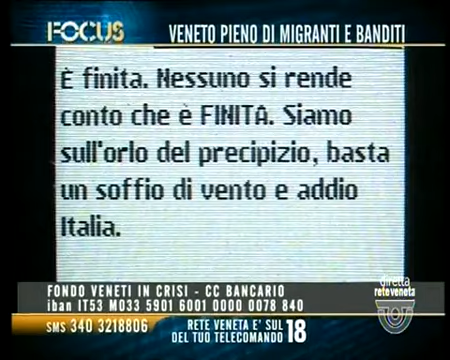 FOCUS
VENETO PIENO DI MIGRANTI E BANDITI
È finita. Nessuno si rende
conto che è FINITA. Siamo
sull'orlo del precipizio, basta
un soffio di vento e addio
Italia.
diretta
reteveneta
FONDO VENETI IN CRISI - CC BANCARIO
iban IT53 M033 5901 6001 0000 0078 840
SMS 340 3218806
RETE VENETA E' SUL
DEL TUO TELECOMANDO 18